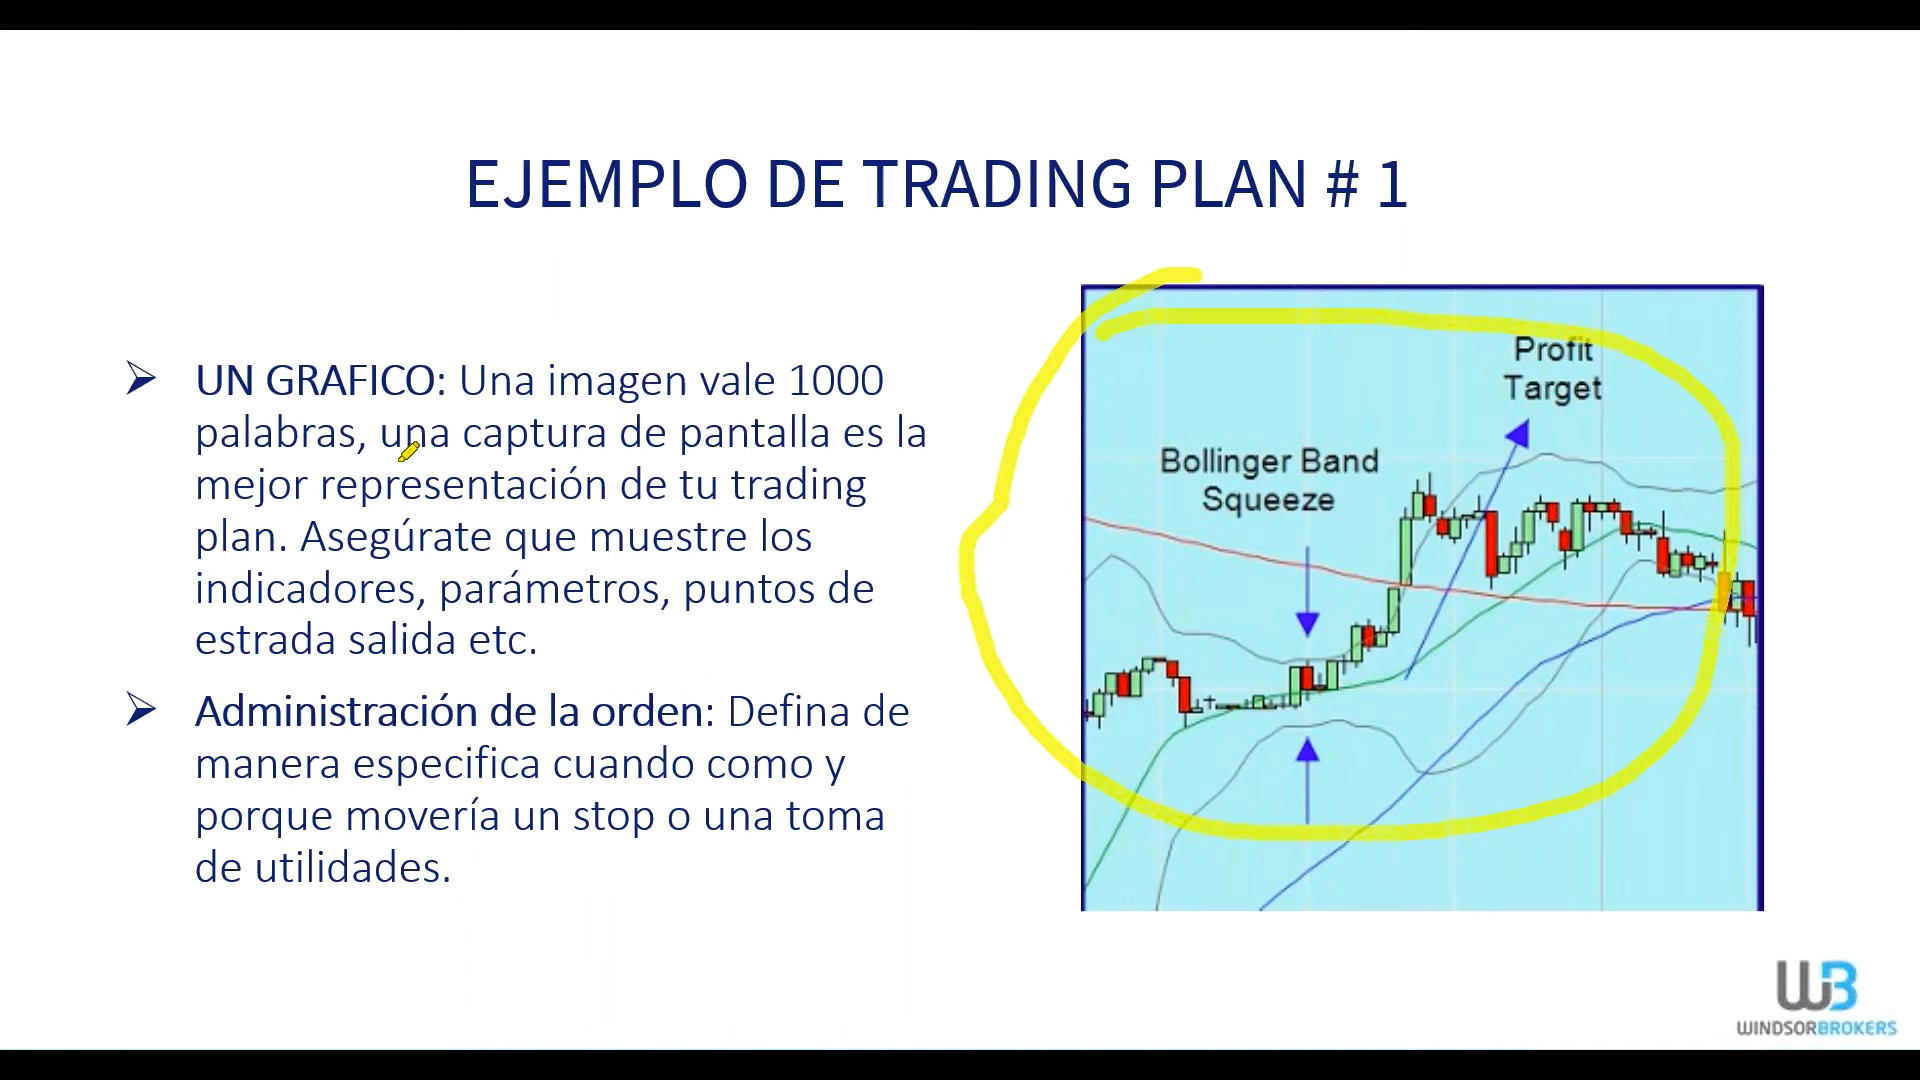 EJEMPLO DE TRADING PLAN # 1
➢ UN GRAFICO: Una imagen vale 1000
palabras, una captura de pantalla es la
mejor representación de tu trading
plan. Asegúrate que muestre los
indicadores, parámetros, puntos de
estrada salida etc.
➢ Administración de la orden: Defina de
manera especifica cuando como y
porque movería un stop o una toma
de utilidades.
Profit
Target
Bollinger Band
Squeeze
WB
WINDSORBROKERS